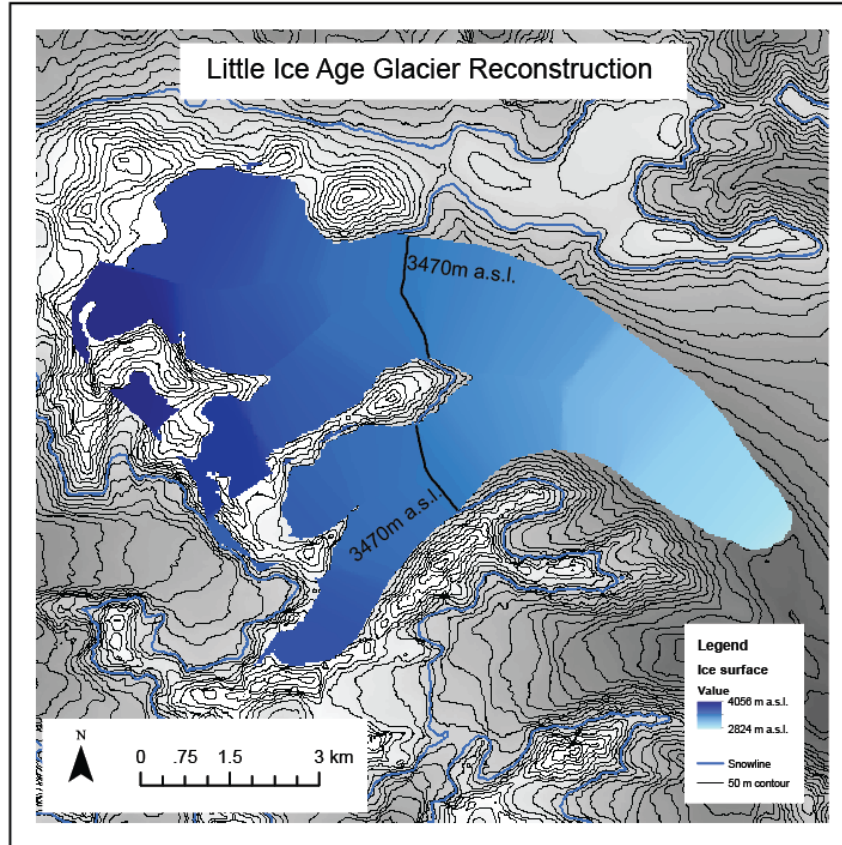 Little Ice Age Glacier Reconstruction
3470m a.s.l.
3470m a.s.l.
Legend
Ice surface
Value
4056 m a.s.l.
2824 m a.s.l.
Snowline
50 m contour
N
0 .75 1.5 3 km